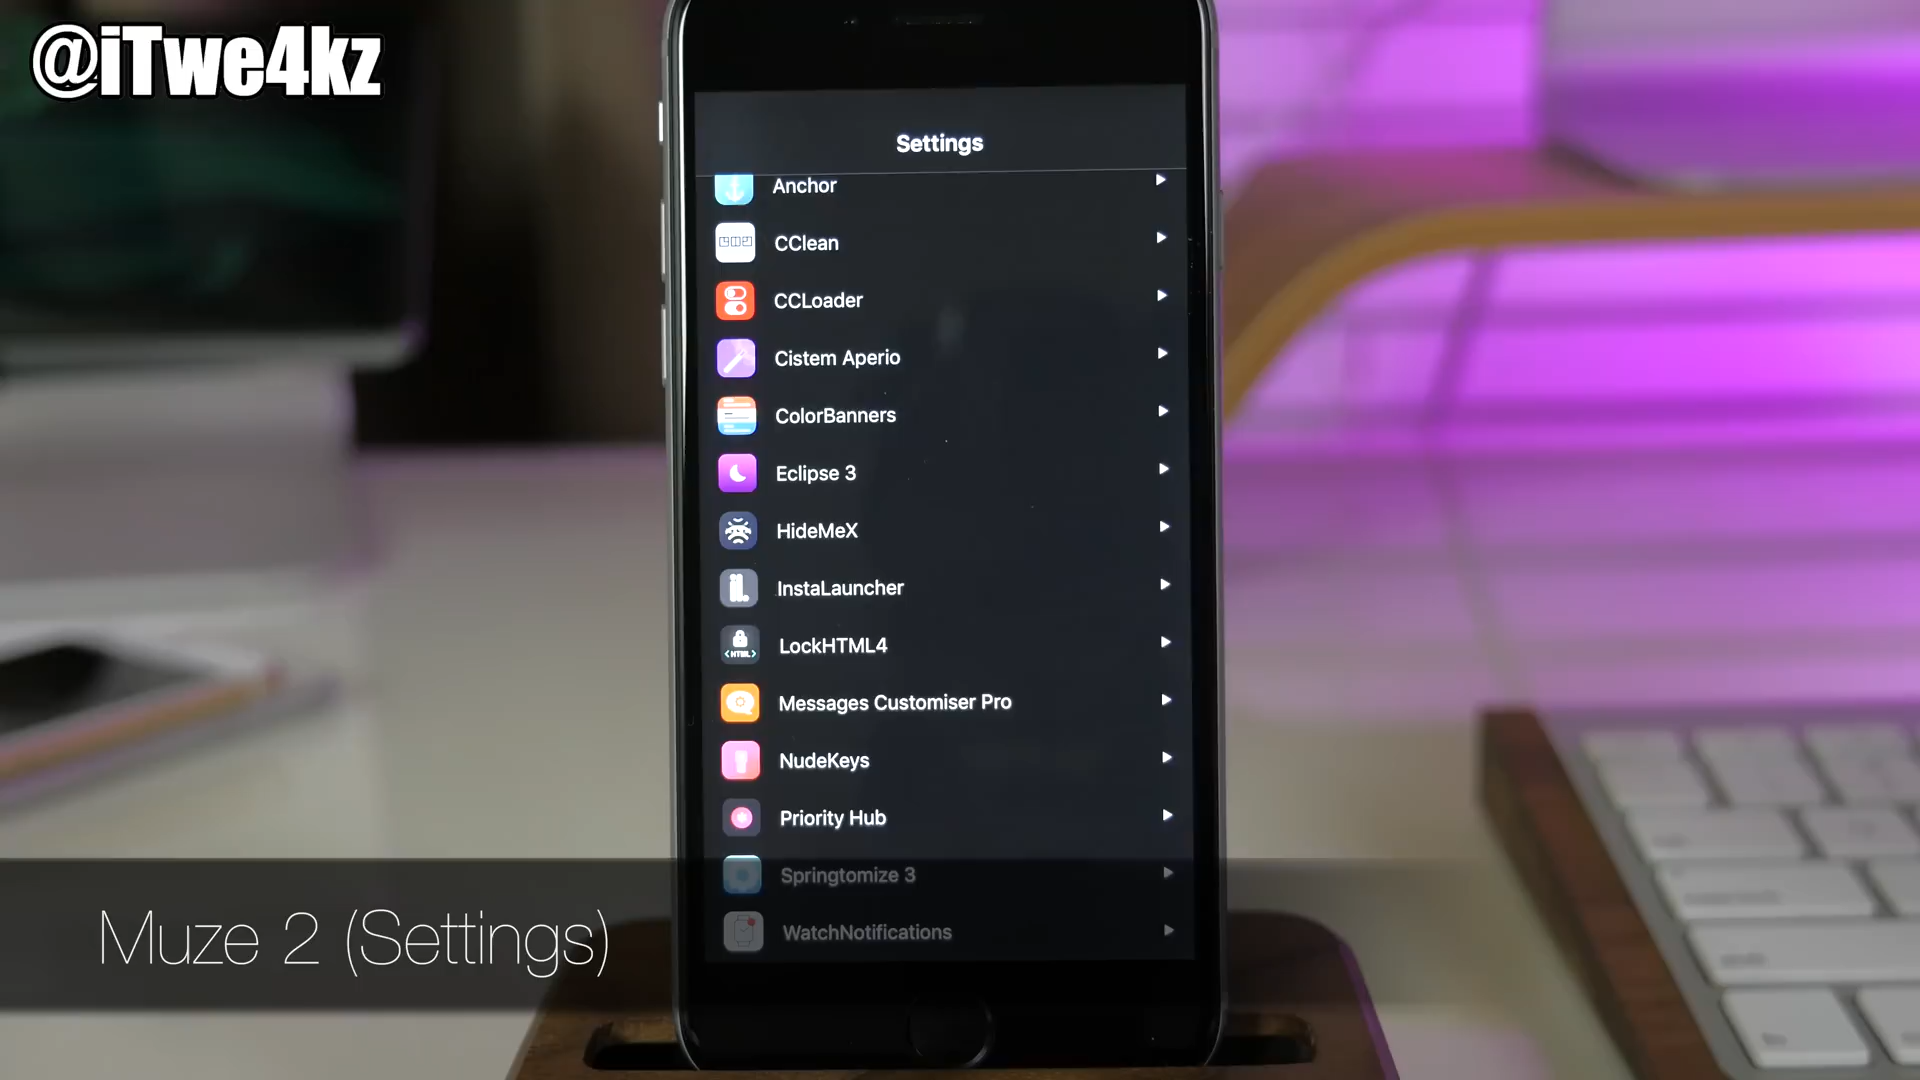 @iTwe4kz
Settings
Anchor
CClean
CCLoader
Cistem Aperio
ColorBanners
Eclipse 3
HideMeX
InstaLauncher
LockHTML4
<HTML>
Messages Customiser Pro
NudeKeys
Priority Hub
Springtomize 3
WatchNotifications
Muze 2 (Settings)